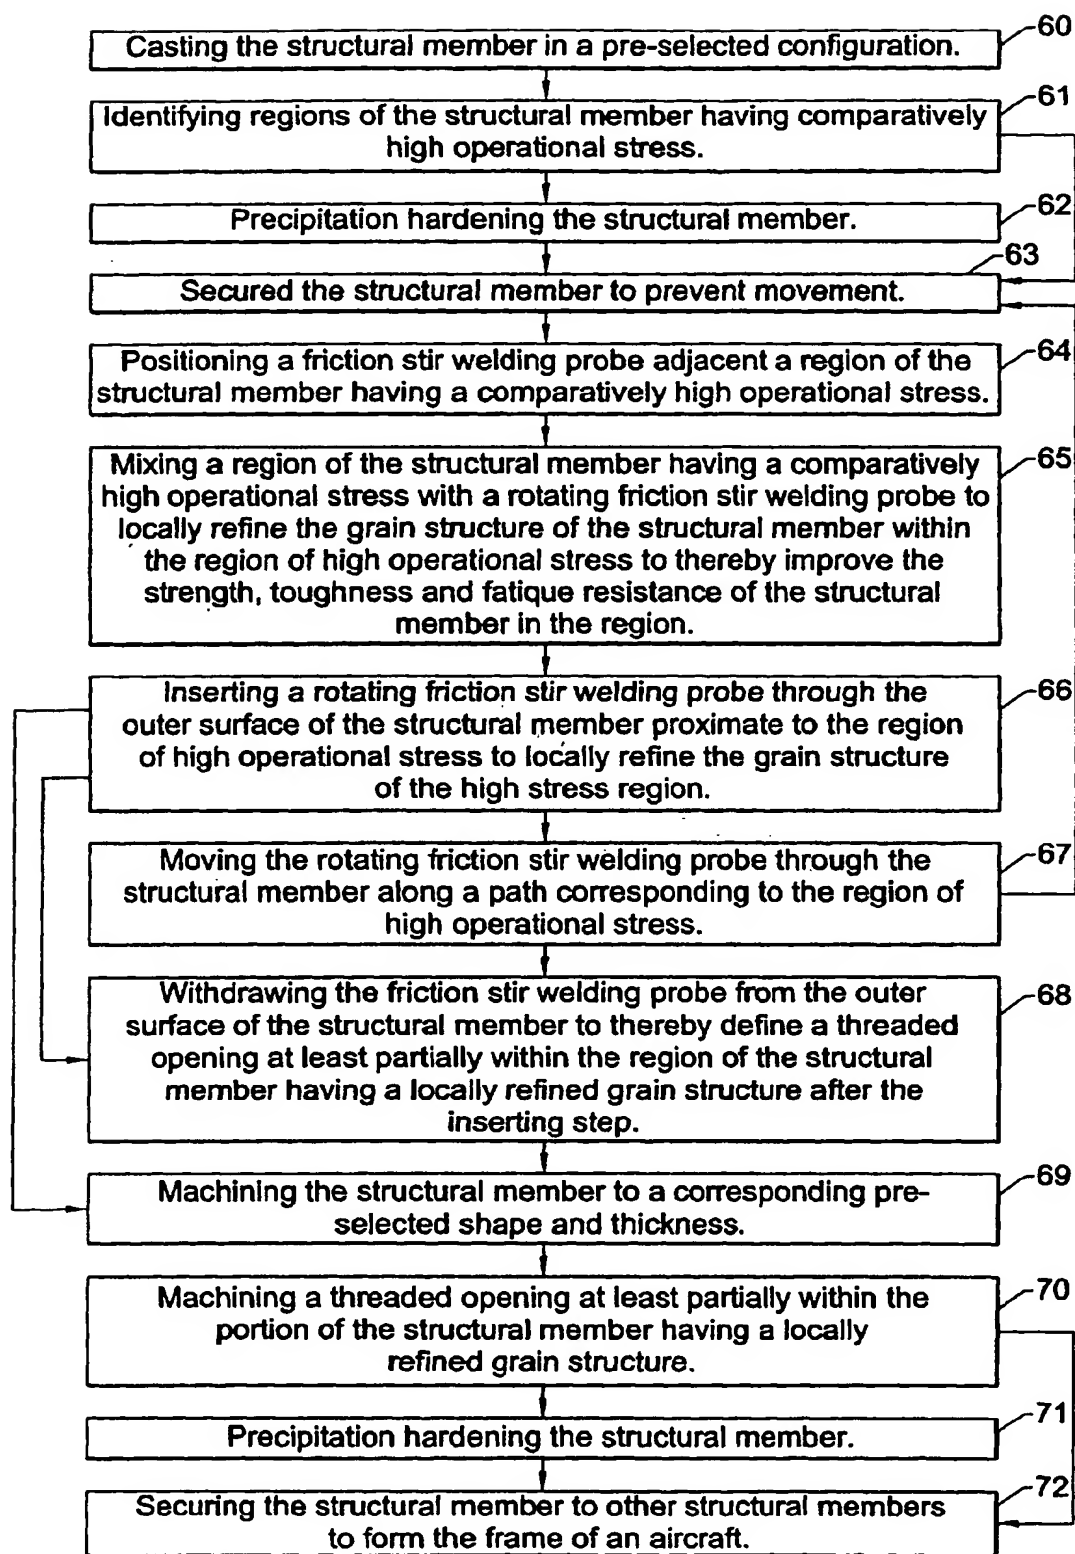 60
Casting the structural member in a pre-selected configuration.
61
Identifying regions of the structural member having comparatively
high operational stress.
62
Precipitation hardening the structural member.
63
Secured the structural member to prevent movement.
64
Positioning a friction stir welding probe adjacent a region of the
structural member having a comparatively high operational stress.
65
Mixing a region of the structural member having a comparatively
high operational stress with a rotating friction stir welding probe to
locally refine the grain structure of the structural member within
the region of high operational stress to thereby improve the
strength, toughness and fatique resistance of the structural
member in the region.
66
Inserting a rotating friction stir welding probe through the
outer surface of the structural member proximate to the region
of high operational stress to locally refine the grain structure
of the high stress region.
67
Moving the rotating friction stir welding probe through the
structural member along a path corresponding to the region of
high operational stress.
68
Withdrawing the friction stir welding probe from the outer
surface of the structural member to thereby define a threaded
opening at least partially within the region of the structural
member having a locally refined grain structure after the
inserting step.
69
Machining the structural member to a corresponding pre-
selected shape and thickness.
70
Machining a threaded opening at least partially within the
portion of the structural member having a locally
refined grain structure.
71
Precipitation hardening the structural member.
72
Securing the structural member to other structural members
to form the frame of an aircraft.